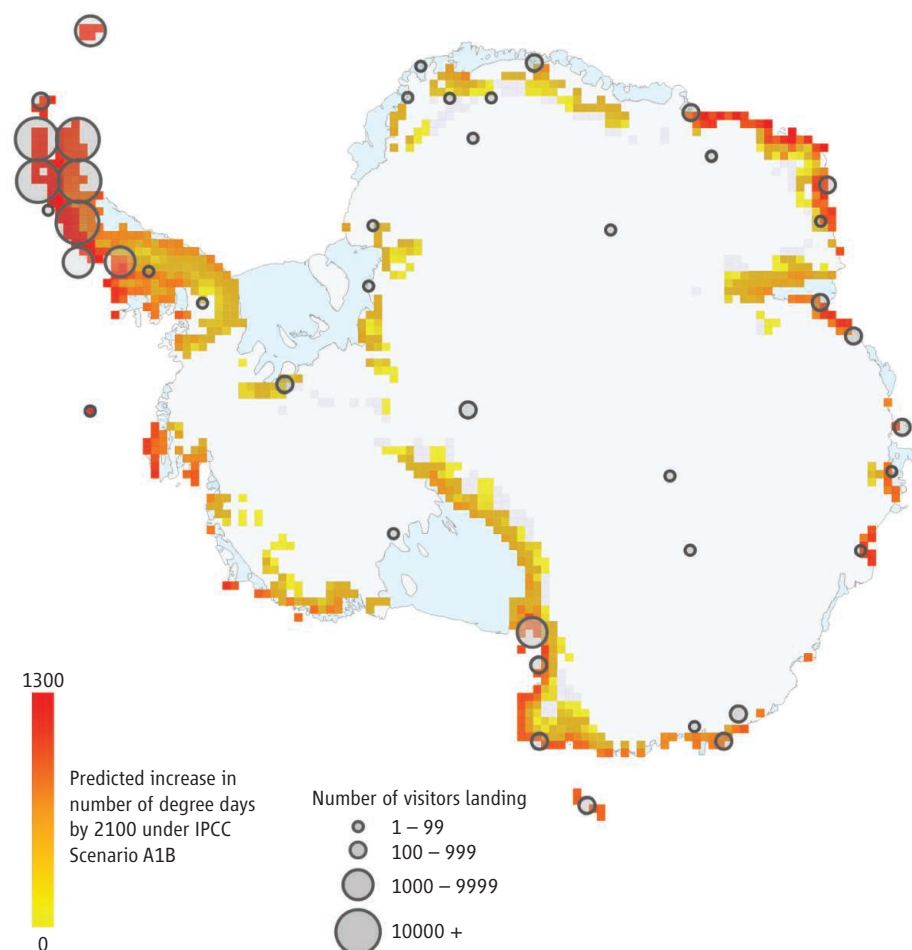 1300
Predicted increase in
number of degree days
by 2100 under IPCC
Scenario A1B
0
Number of visitors landing
1 – 99
100 – 999
1000 – 9999
10000 +